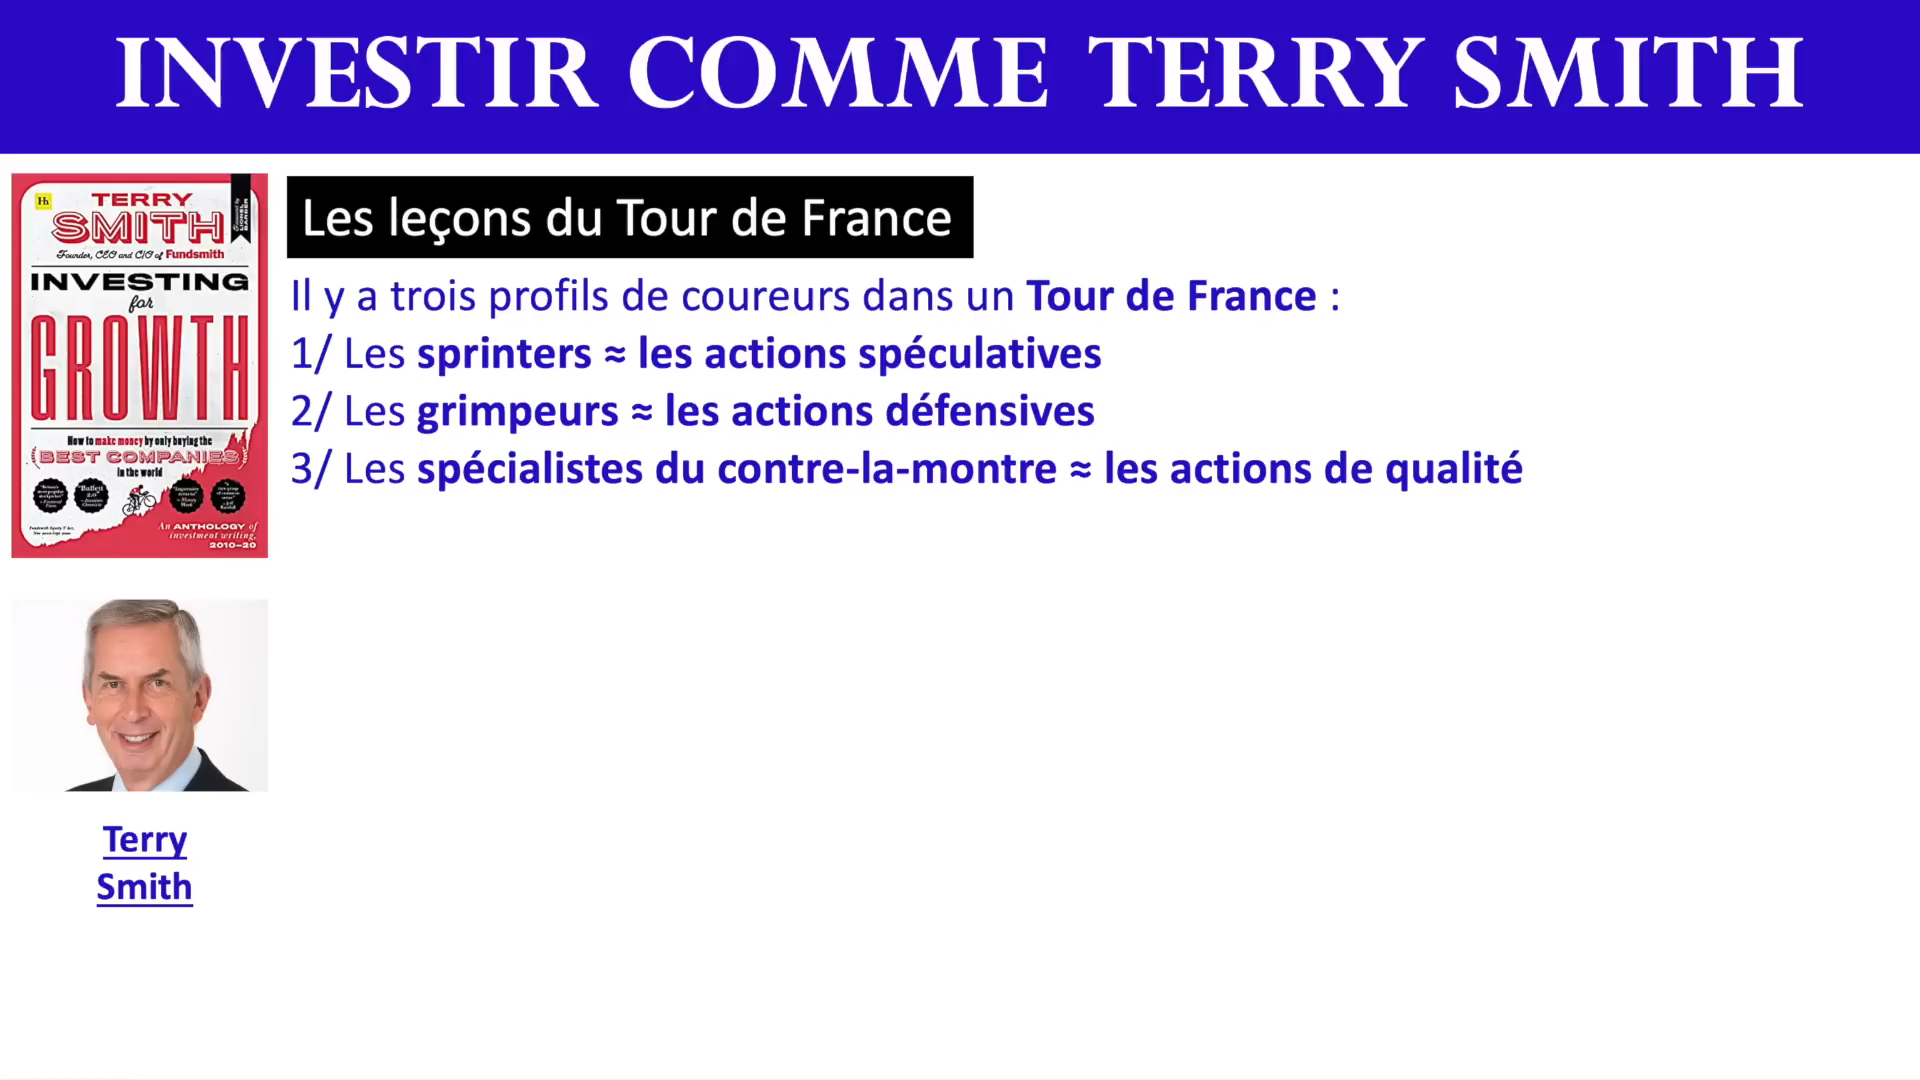 INVESTIR COMME TERRY SMITH
TERRY
SMITH
Founder, CEO and CIO of Fundsmith
INVESTING
for
GROWTH
How to make money by only buying the
BEST COMPANIES
in the world
An ANTHOLOGY of
investment writing,
2010–20
Les leçons du Tour de France
Il y a trois profils de coureurs dans un Tour de France :
1/ Les sprinters ≈ les actions spéculatives
2/ Les grimpeurs ≈ les actions défensives
3/ Les spécialistes du contre-la-montre ≈ les actions de qualité
Terry
Smith